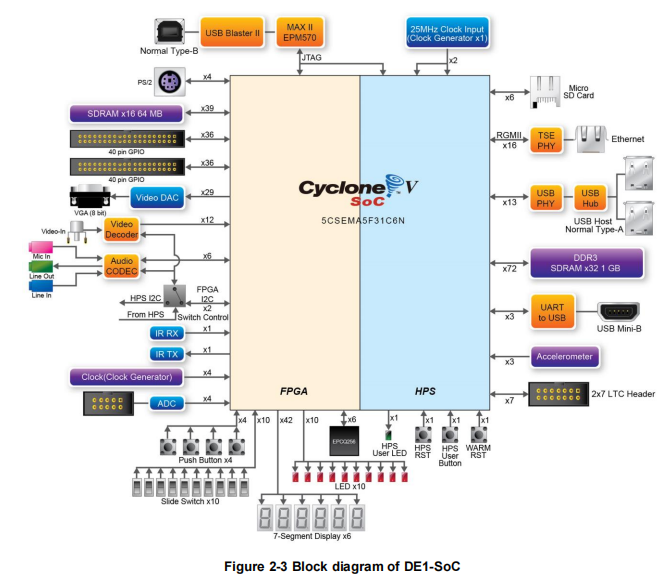 Normal Type-B
USB Blaster II
MAX II
EPM570
JTAG
25MHz Clock Input
(Clock Generator x1)
x2
PS/2
x4
SDRAM x16 64 MB
x39
x36
40 pin GPIO
x36
40 pin GPIO
VGA (8 bit)
Video DAC
x29
Video-In
Video
Decoder
x12
Mic In
Line Out
Line In
Audio
CODEC
x6
HPS I2C
From HPS
FPGA
I2C
x2
Switch Control
IR RX
x1
IR TX
x1
Clock(Clock Generator)
x4
ADC
x4
Cyclone V
SoC
5CSEMA5F31C6N
FPGA
HPS
x6
Micro
SD Card
RGMII
x16
TSE
PHY
Ethernet
x13
USB
PHY
USB
Hub
USB Host
Normal Type-A
x72
DDR3
SDRAM x32 1 GB
x3
UART
to USB
USB Mini-B
x3
Accelerometer
x7
2x7 LTC Header
x4
x10
x42
x10
x6
x1
x1
x1
x1
Push Button x4
Slide Switch x10
7-Segment Display x6
LED x10
EPCQ256
HPS
User LED
HPS
RST
HPS
User
Button
WARM
RST
Figure 2-3 Block diagram of DE1-SoC